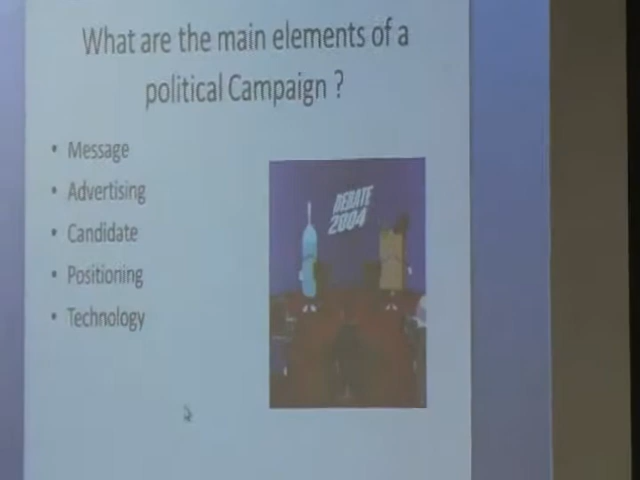 What are the main elements of a
political Campaign ?
• Message
• Advertising
• Candidate
• Positioning
• Technology
DEBATE
2004